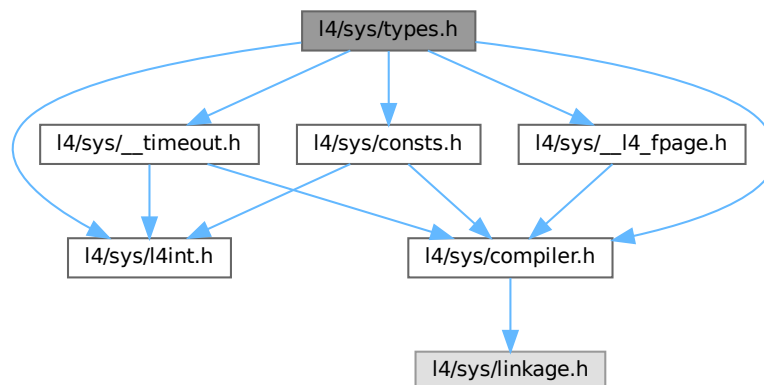 l4/sys/types.h
l4/sys/__timeout.h
l4/sys/consts.h
l4/sys/__l4_fpage.h
l4/sys/l4int.h
l4/sys/compiler.h
l4/sys/linkage.h